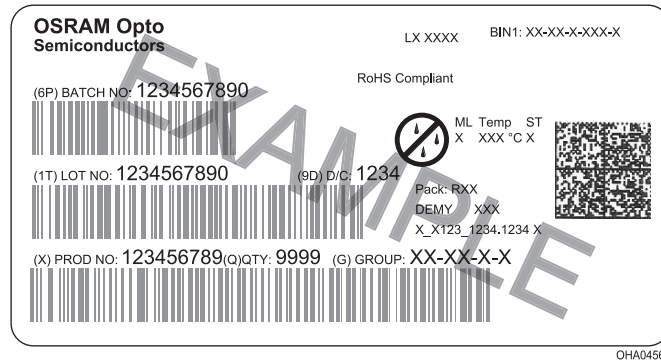 OSRAM Opto
Semiconductors
LX XXXX
BIN1: XX-XX-X-XXX-X
RoHS Compliant
(6P) BATCH NO: 1234567890
ML Temp ST
X XXX °C X
(1T) LOT NO: 1234567890
(9D) D/C: 1234
Pack: RXX
DEMY XXX
X_X123_1234.1234 X
(X) PROD NO: 123456789(Q)QTY: 9999 (G) GROUP: XX-XX-X-X
EXAMPLE
OHA0456